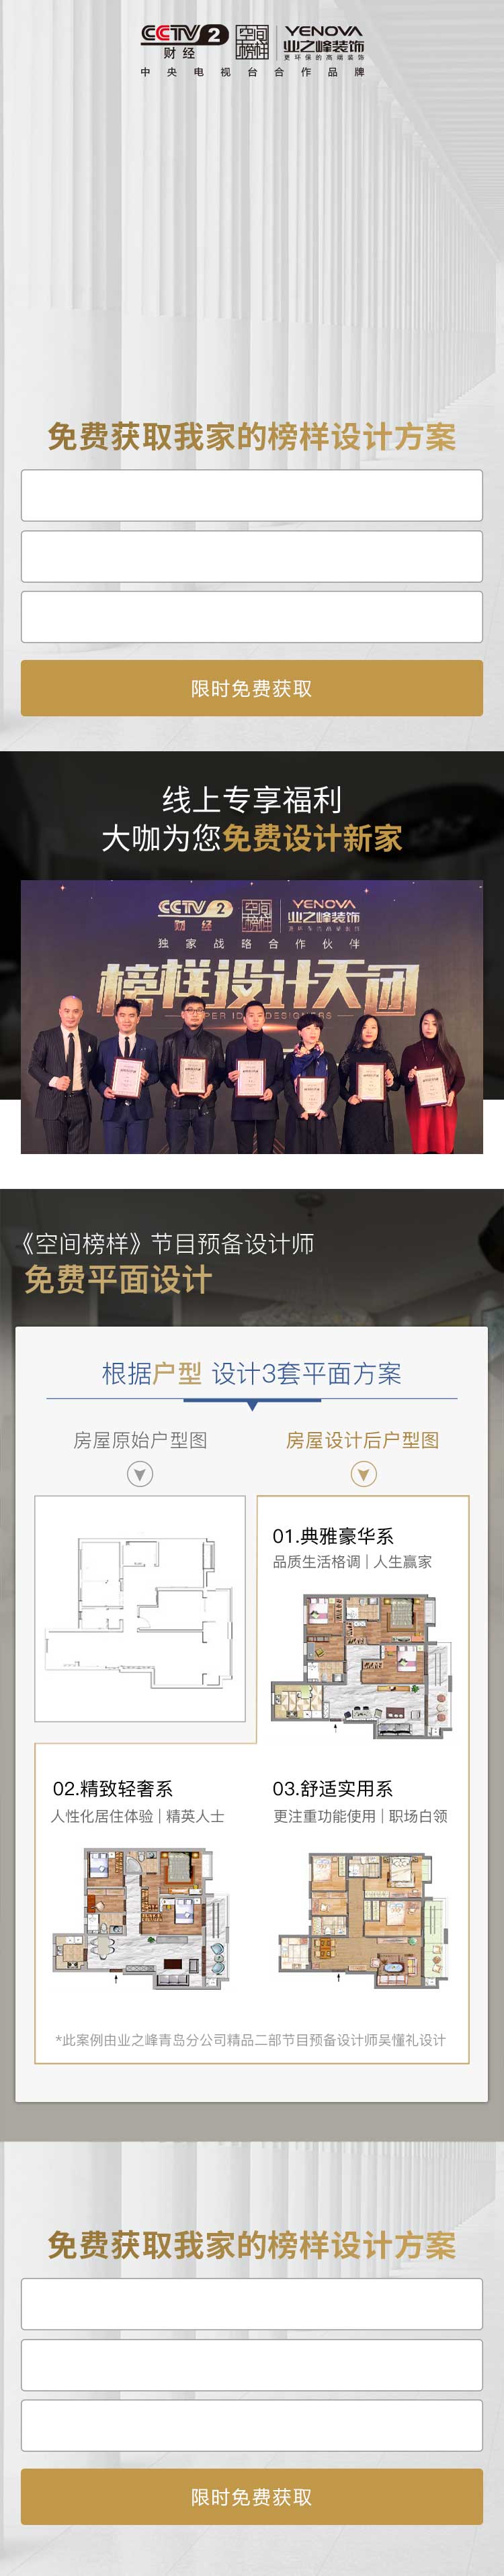 CCTV 2 空间榜样 YENOVA
财经 业之峰装饰
更环保的高端装饰
中央电视台合作品牌
免费获取我家的榜样设计方案
限时免费获取
线上专享福利
大咖为您免费设计新家
CCTV 2 空间榜样 YENOVA
财经 业之峰装饰
独家战略合作伙伴
榜样设计天团
《空间榜样》节目预备设计师
免费平面设计
根据户型 设计3套平面方案
房屋原始户型图 房屋设计后户型图
01.典雅豪华系
品质生活格调 | 人生赢家
02.精致轻奢系 03.舒适实用系
人性化居住体验 | 精英人士 更注重功能使用 | 职场白领
*此案例由业之峰青岛分公司精品二部节目预备设计师吴懂礼设计
免费获取我家的榜样设计方案
限时免费获取